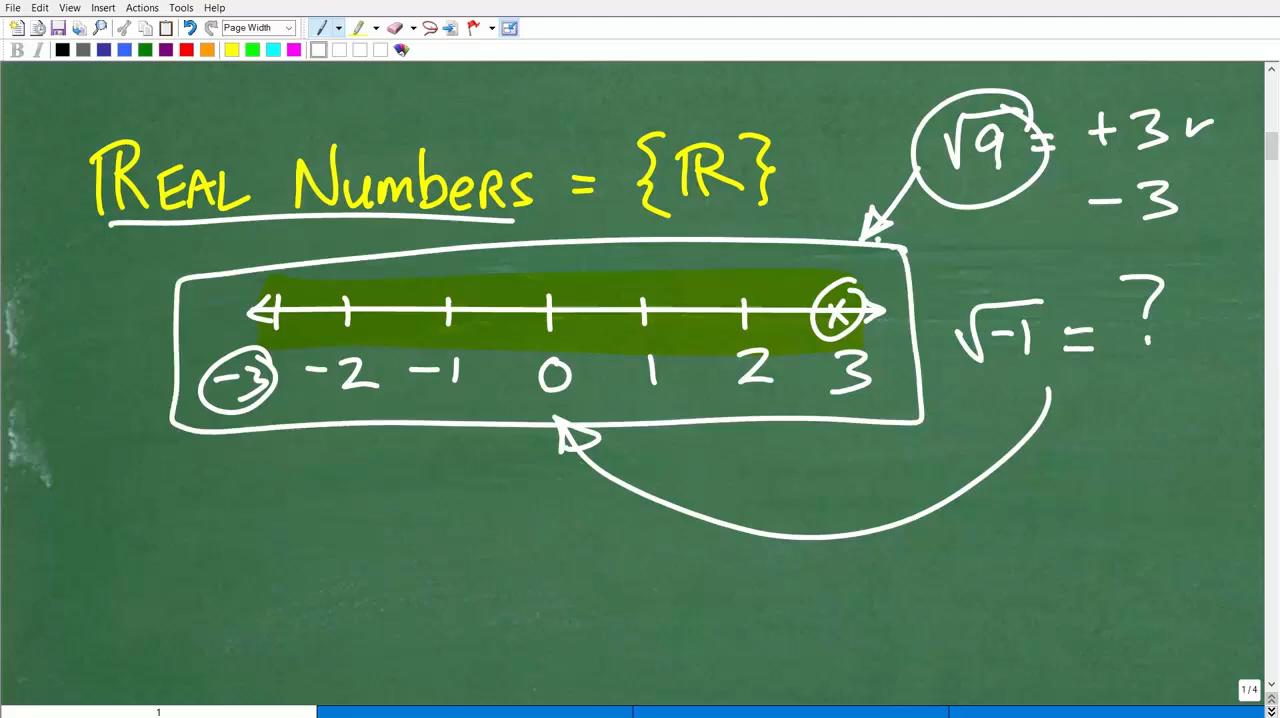 File Edit View Insert Actions Tools Help
Page Width
B I
REAL NUMBERS = {ℝ}
√9 = +3 ✓
-3
-3 -2 -1 0 1 2 3
√-1 = ?
1/4
1